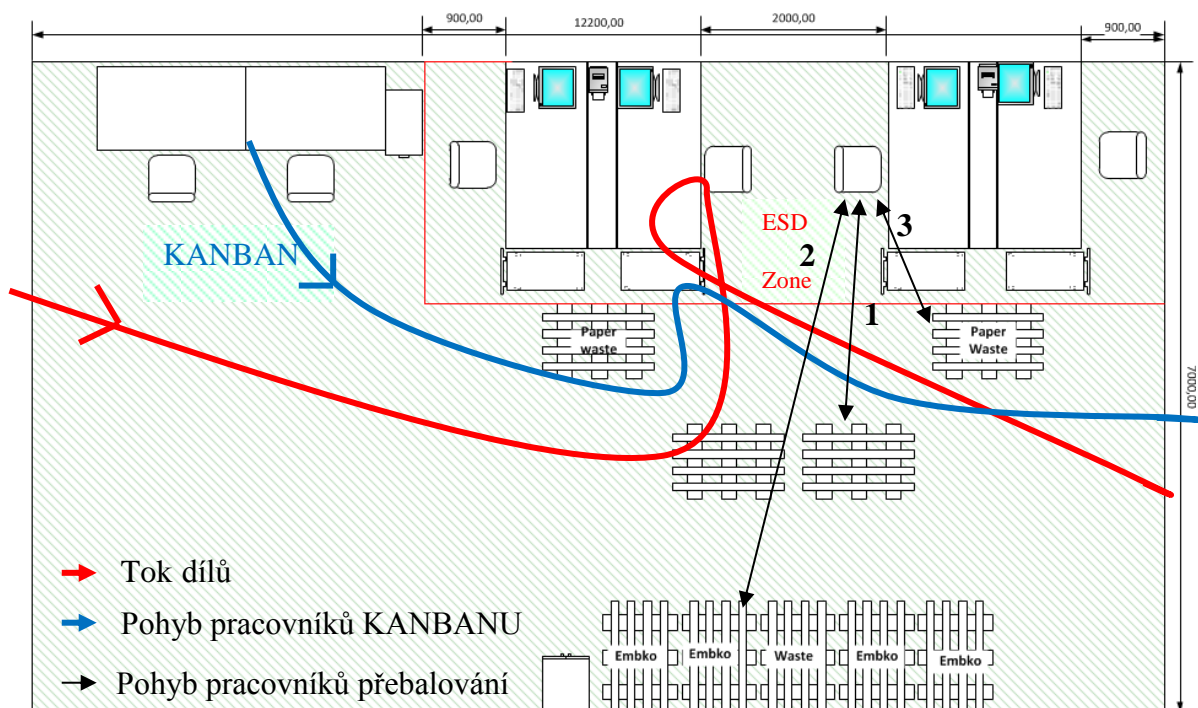 900,00
12200,00
2000,00
900,00
ESD
Zone
KANBAN
3
2
1
Paper
waste
Paper
Waste
7000,00
Tok dílů
Pohyb pracovníků KANBANU
Pohyb pracovníků přebalování
Embko
Embko
Waste
Embko
Embko